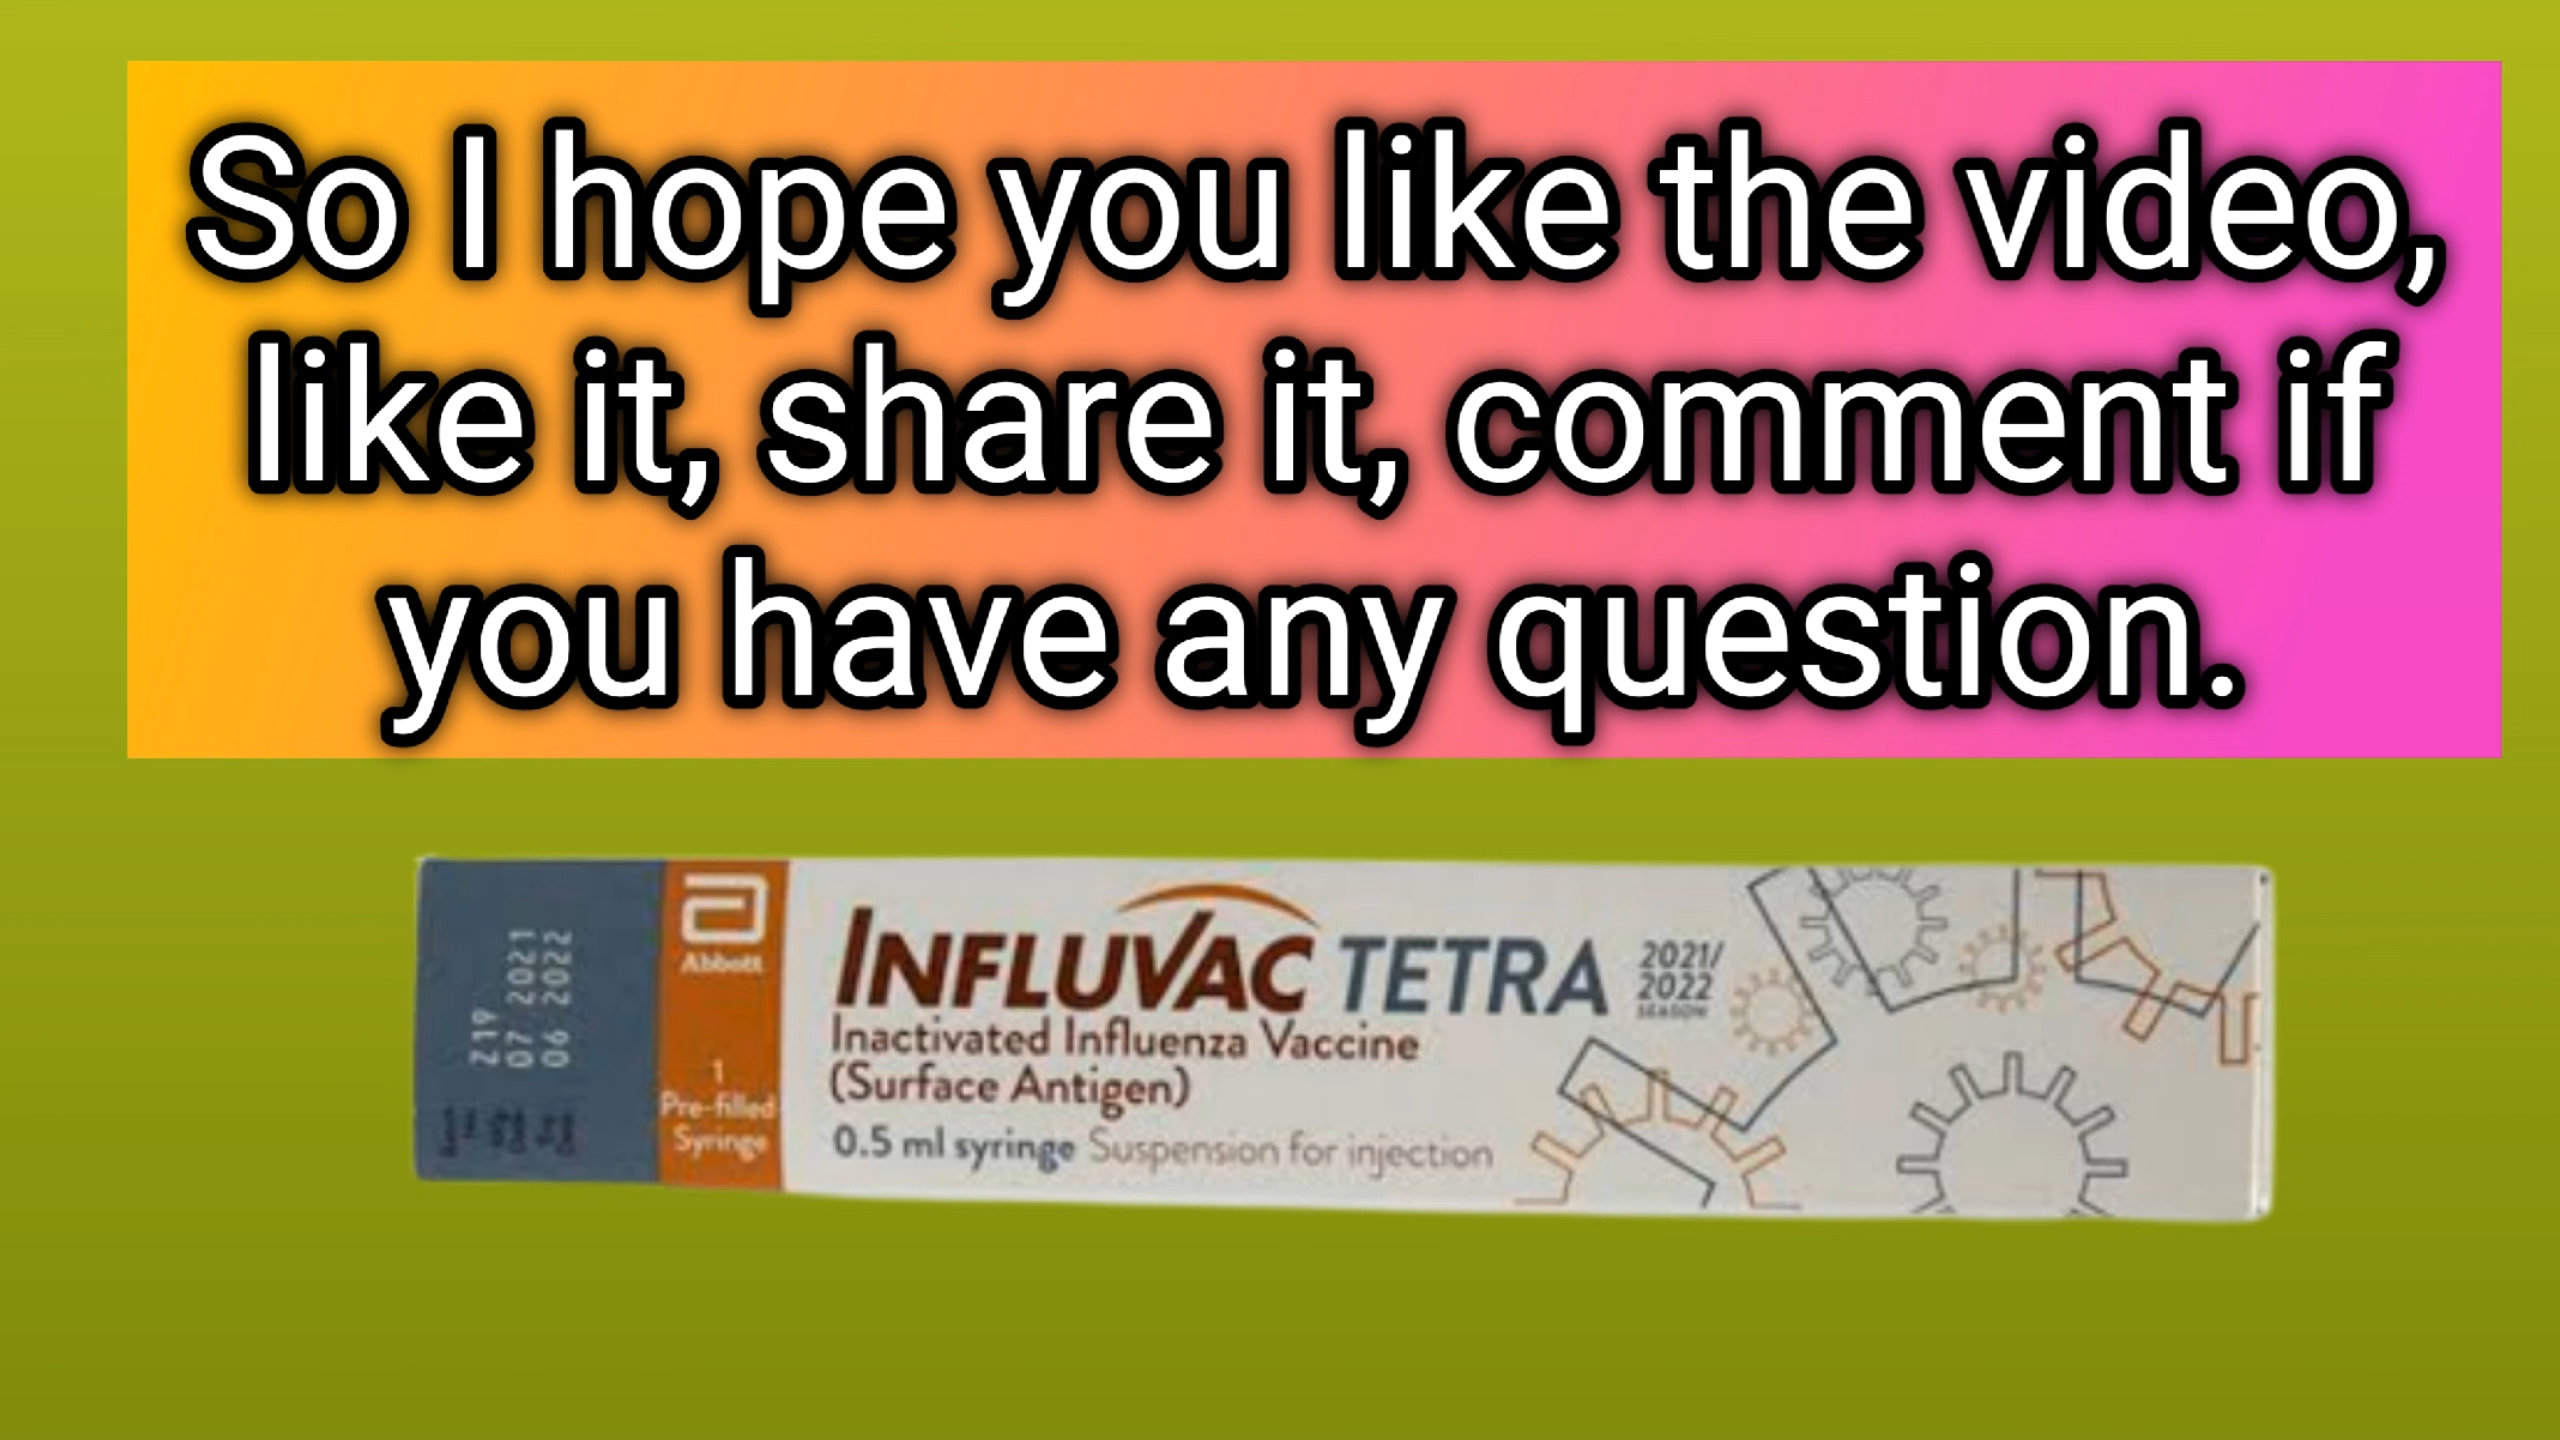 So I hope you like the video,
like it, share it, comment if
you have any question.
Z19
07 2021
06 2022
Abbott
1
Pre-filled
Syringe
INFLUVAC TETRA
2021/
2022
SEASON
Inactivated Influenza Vaccine
(Surface Antigen)
0.5 ml syringe Suspension for injection